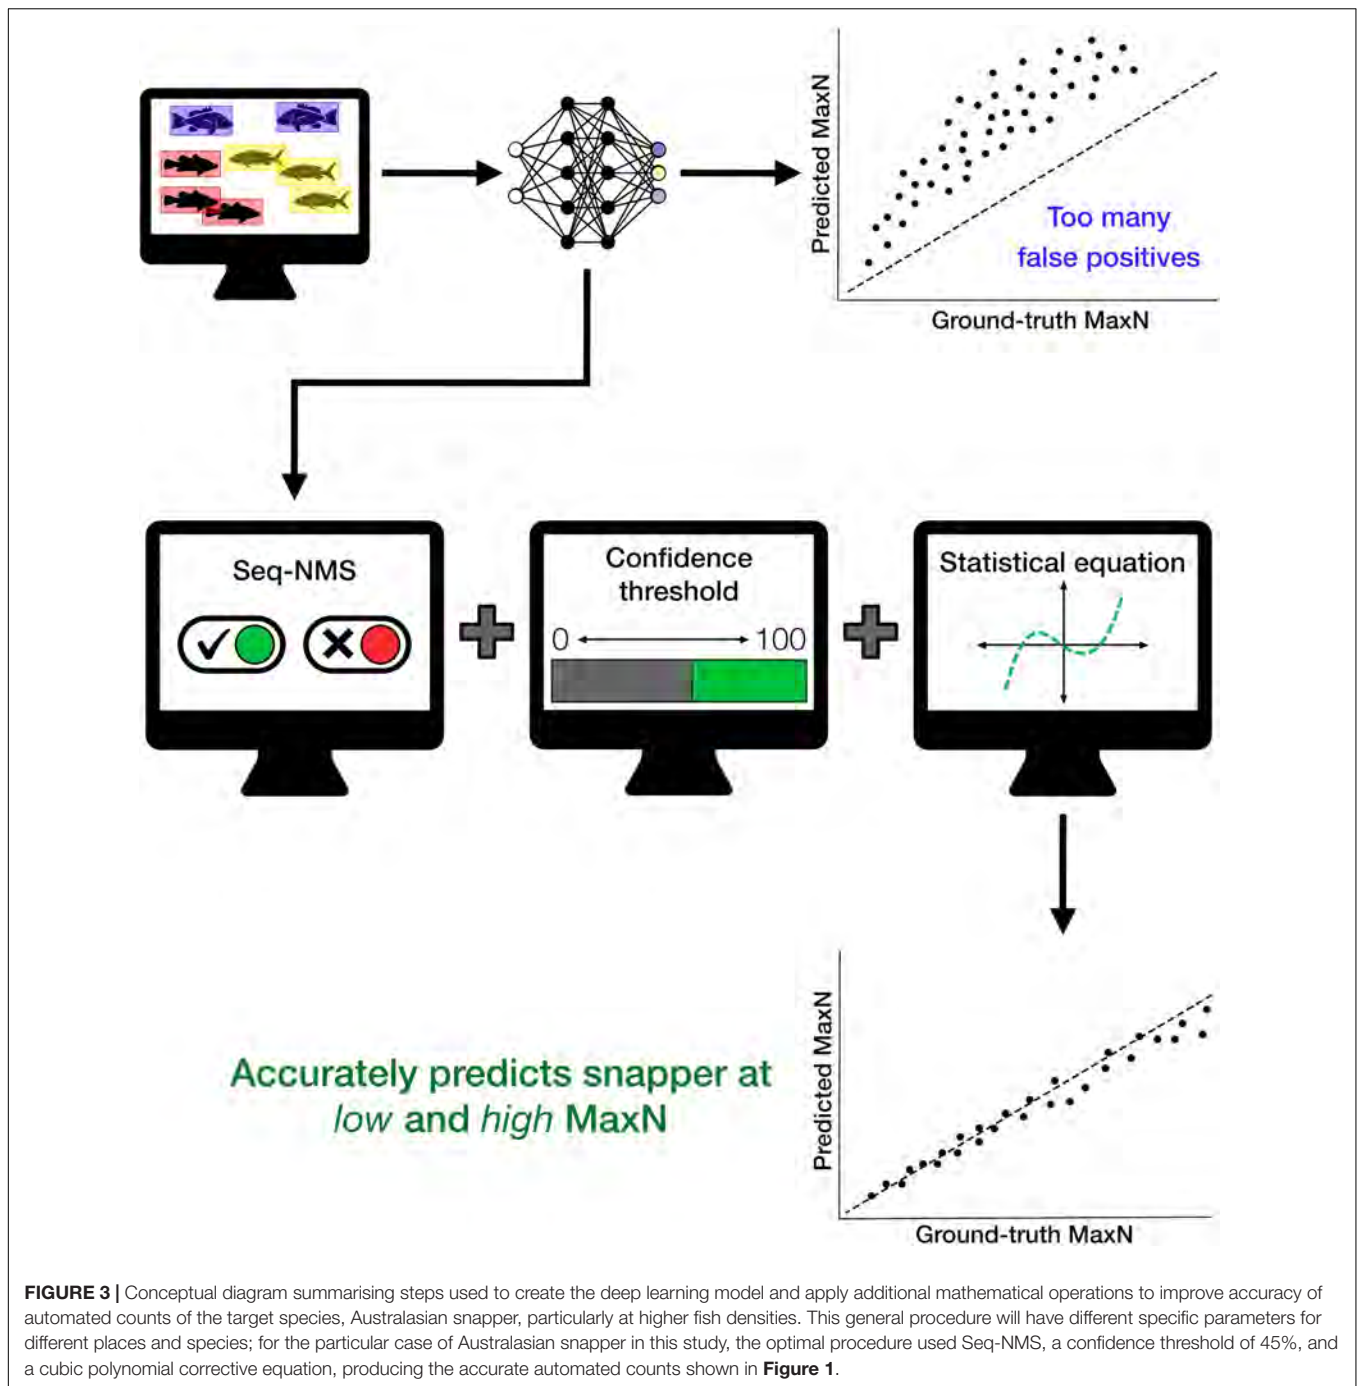 Predicted MaxN
Too many
false positives
Ground-truth MaxN
Seq-NMS
Confidence
threshold
0
100
Statistical equation
Accurately predicts snapper at
low and high MaxN
Predicted MaxN
Ground-truth MaxN
FIGURE 3 | Conceptual diagram summarising steps used to create the deep learning model and apply additional mathematical operations to improve accuracy of
automated counts of the target species, Australasian snapper, particularly at higher fish densities. This general procedure will have different specific parameters for
different places and species; for the particular case of Australasian snapper in this study, the optimal procedure used Seq-NMS, a confidence threshold of 45%, and
a cubic polynomial corrective equation, producing the accurate automated counts shown in Figure 1.